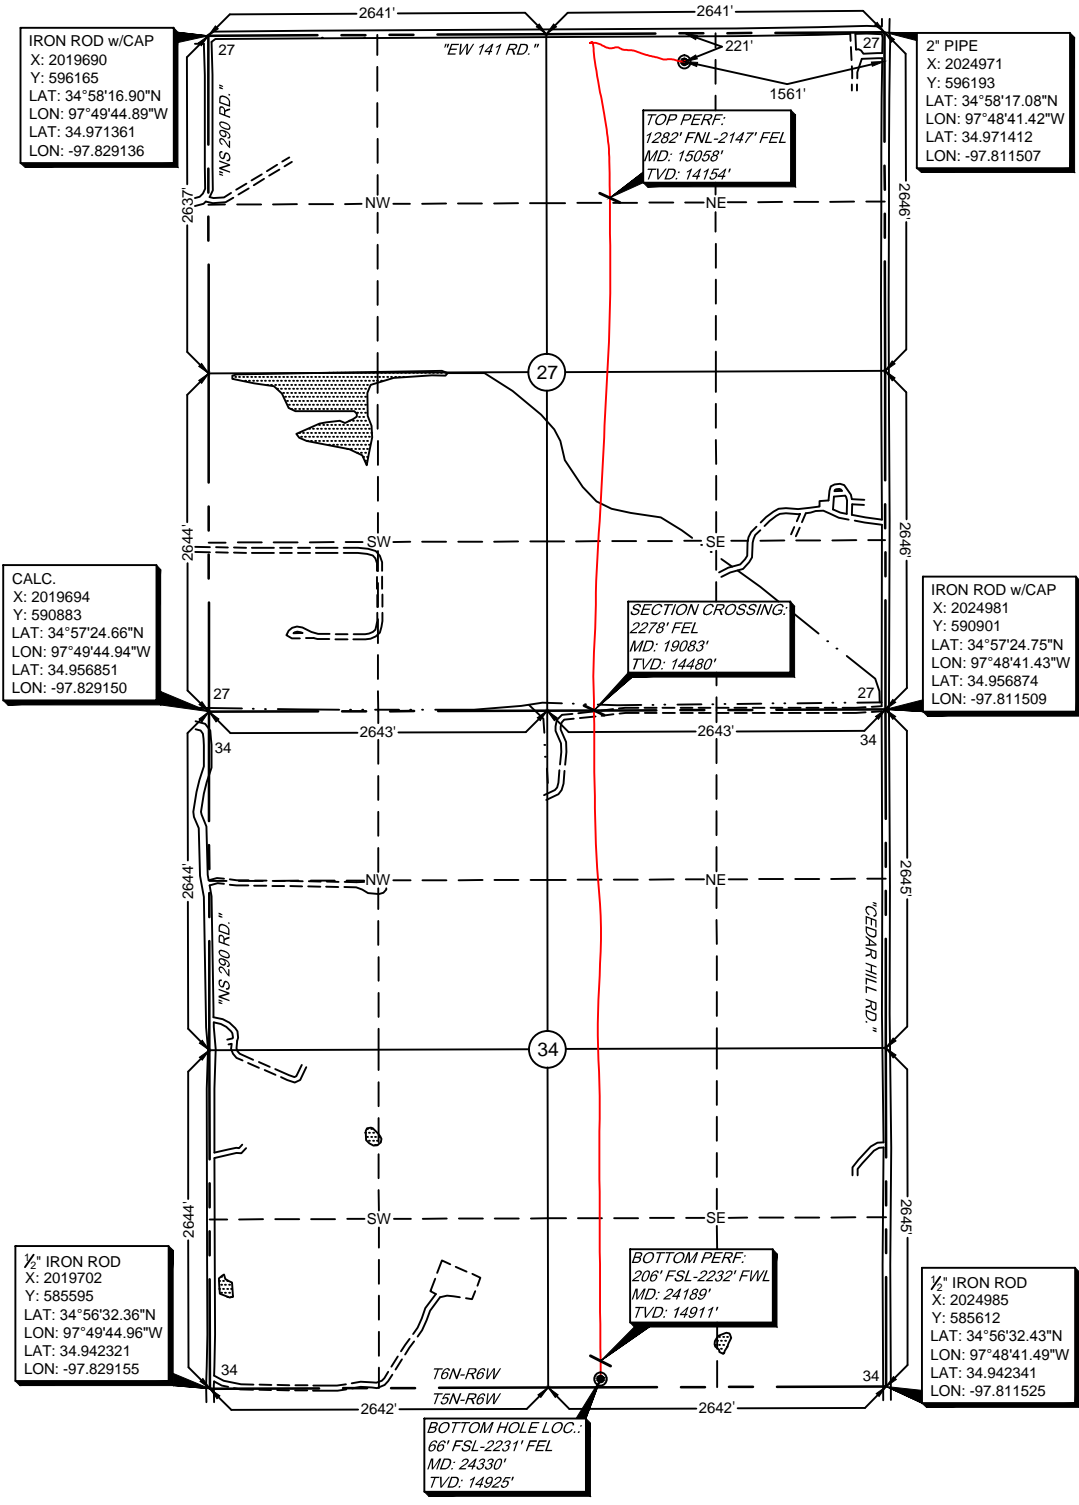 2641'
2641'
IRON ROD w/CAP
X: 2019690
Y: 596165
LAT: 34°58'16.90"N
LON: 97°49'44.89"W
LAT: 34.971361
LON: -97.829136
27
"EW 141 RD."
221'
27
2" PIPE
X: 2024971
Y: 596193
LAT: 34°58'17.08"N
LON: 97°48'41.42"W
LAT: 34.971412
LON: -97.811507
1561'
"NS 290 RD."
TOP PERF:
1282' FNL-2147' FEL
MD: 15058'
TVD: 14154'
2637'
NW
NE
2646'
27
2644'
SW
SE
2646'
CALC.
X: 2019694
Y: 590883
LAT: 34°57'24.66"N
LON: 97°49'44.94"W
LAT: 34.956851
LON: -97.829150
SECTION CROSSING:
2278' FEL
MD: 19083'
TVD: 14480'
IRON ROD w/CAP
X: 2024981
Y: 590901
LAT: 34°57'24.75"N
LON: 97°48'41.43"W
LAT: 34.956874
LON: -97.811509
27
27
2643'
2643'
34
34
2644'
NW
NE
2645'
"NS 290 RD."
"CEDAR HILL RD."
34
2644'
SW
SE
2645'
½" IRON ROD
X: 2019702
Y: 585595
LAT: 34°56'32.36"N
LON: 97°49'44.96"W
LAT: 34.942321
LON: -97.829155
BOTTOM PERF:
206' FSL-2232' FWL
MD: 24189'
TVD: 14911'
½" IRON ROD
X: 2024985
Y: 585612
LAT: 34°56'32.43"N
LON: 97°48'41.49"W
LAT: 34.942341
LON: -97.811525
34
T6N-R6W
34
T5N-R6W
2642'
2642'
BOTTOM HOLE LOC.:
66' FSL-2231' FEL
MD: 24330'
TVD: 14925'